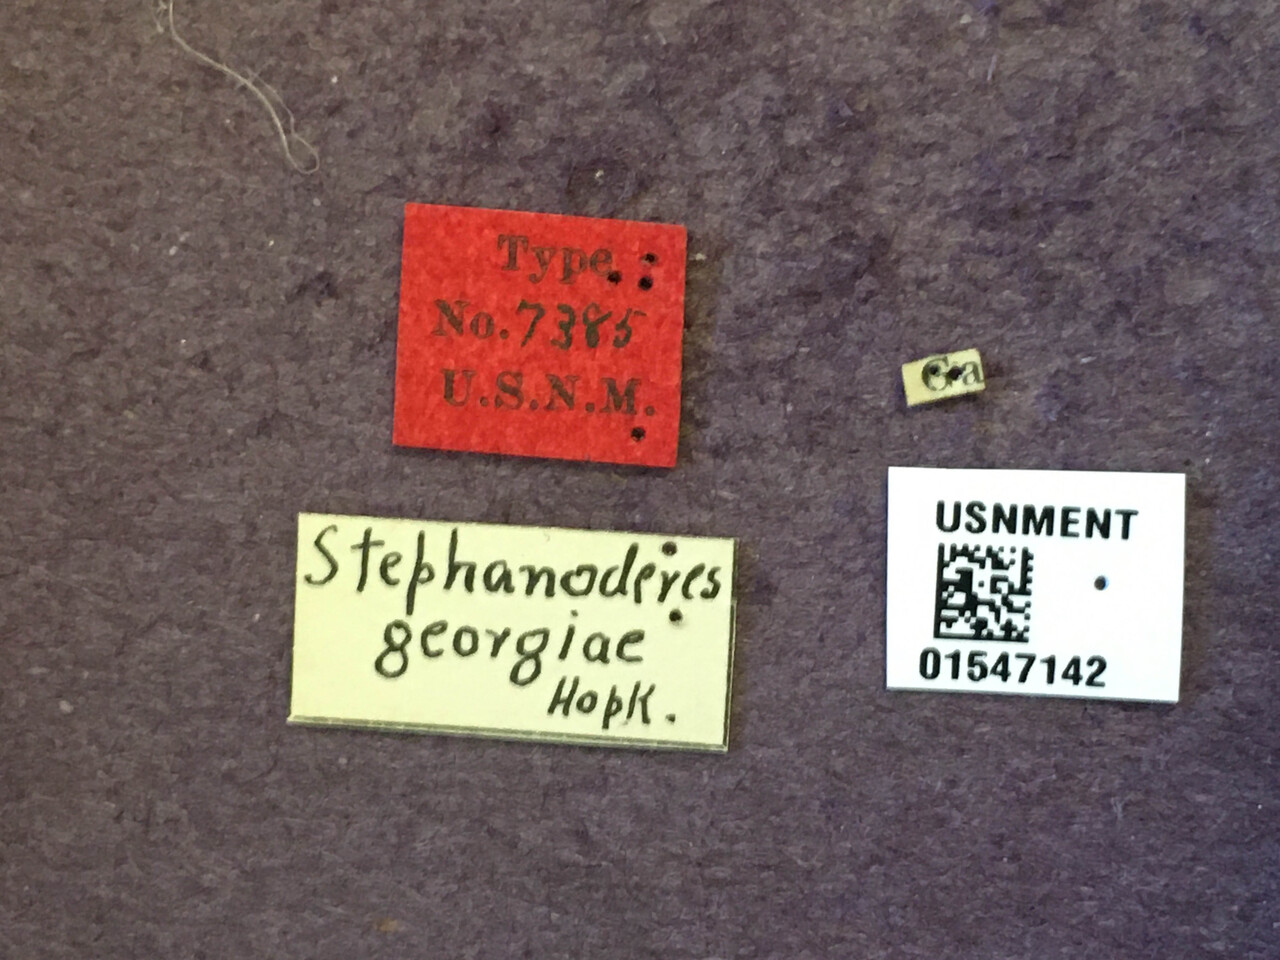 Type
No. 7385
U.S.N.M.
Ga
Stephanoderes
georgiae
Hopk.
USNMENT
01547142